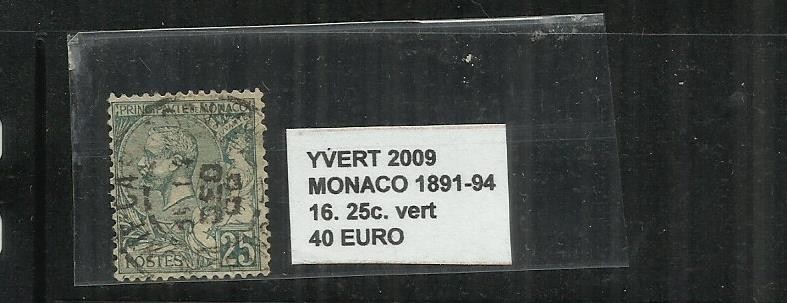 PRINCIPAUTE DE MONACO
POSTES
25
YVERT 2009
MONACO 1891-94
16. 25c. vert
40 EURO